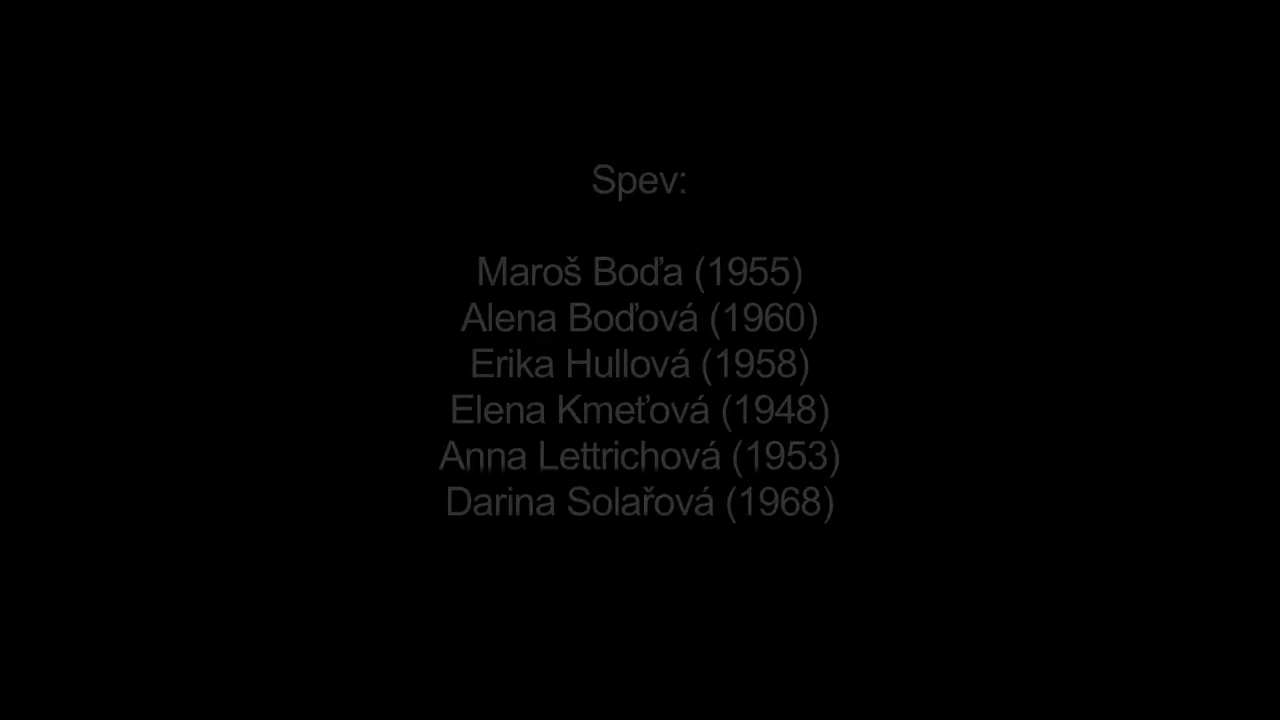 Spev:
Maroš Boďa (1955)
Alena Boďová (1960)
Erika Hullová (1958)
Elena Kmeťová (1948)
Anna Lettrichová (1953)
Darina Solařová (1968)